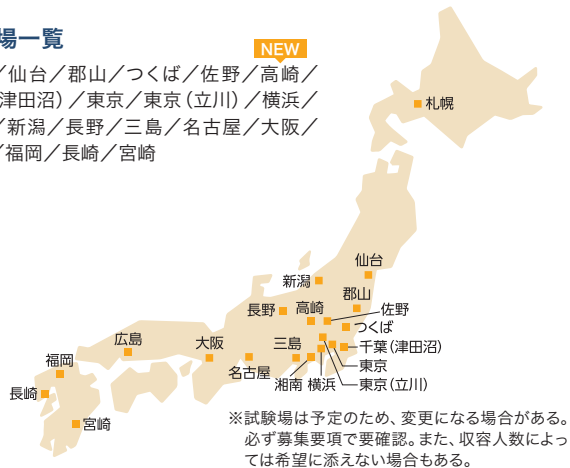 場一覧
NEW
／仙台／郡山／つくば／佐野／高崎／
津田沼）／東京／東京（立川）／横浜／
／新潟／長野／三島／名古屋／大阪／
／福岡／長崎／宮崎
札幌
仙台
新潟
郡山
長野
高崎
佐野
つくば
広島
大阪
三島
千葉（津田沼）
福岡
名古屋
東京
湘南
横浜
東京（立川）
長崎
宮崎
※試験場は予定のため、変更になる場合がある。
必ず募集要項で要確認。また、収容人数によっ
ては希望に添えない場合もある。